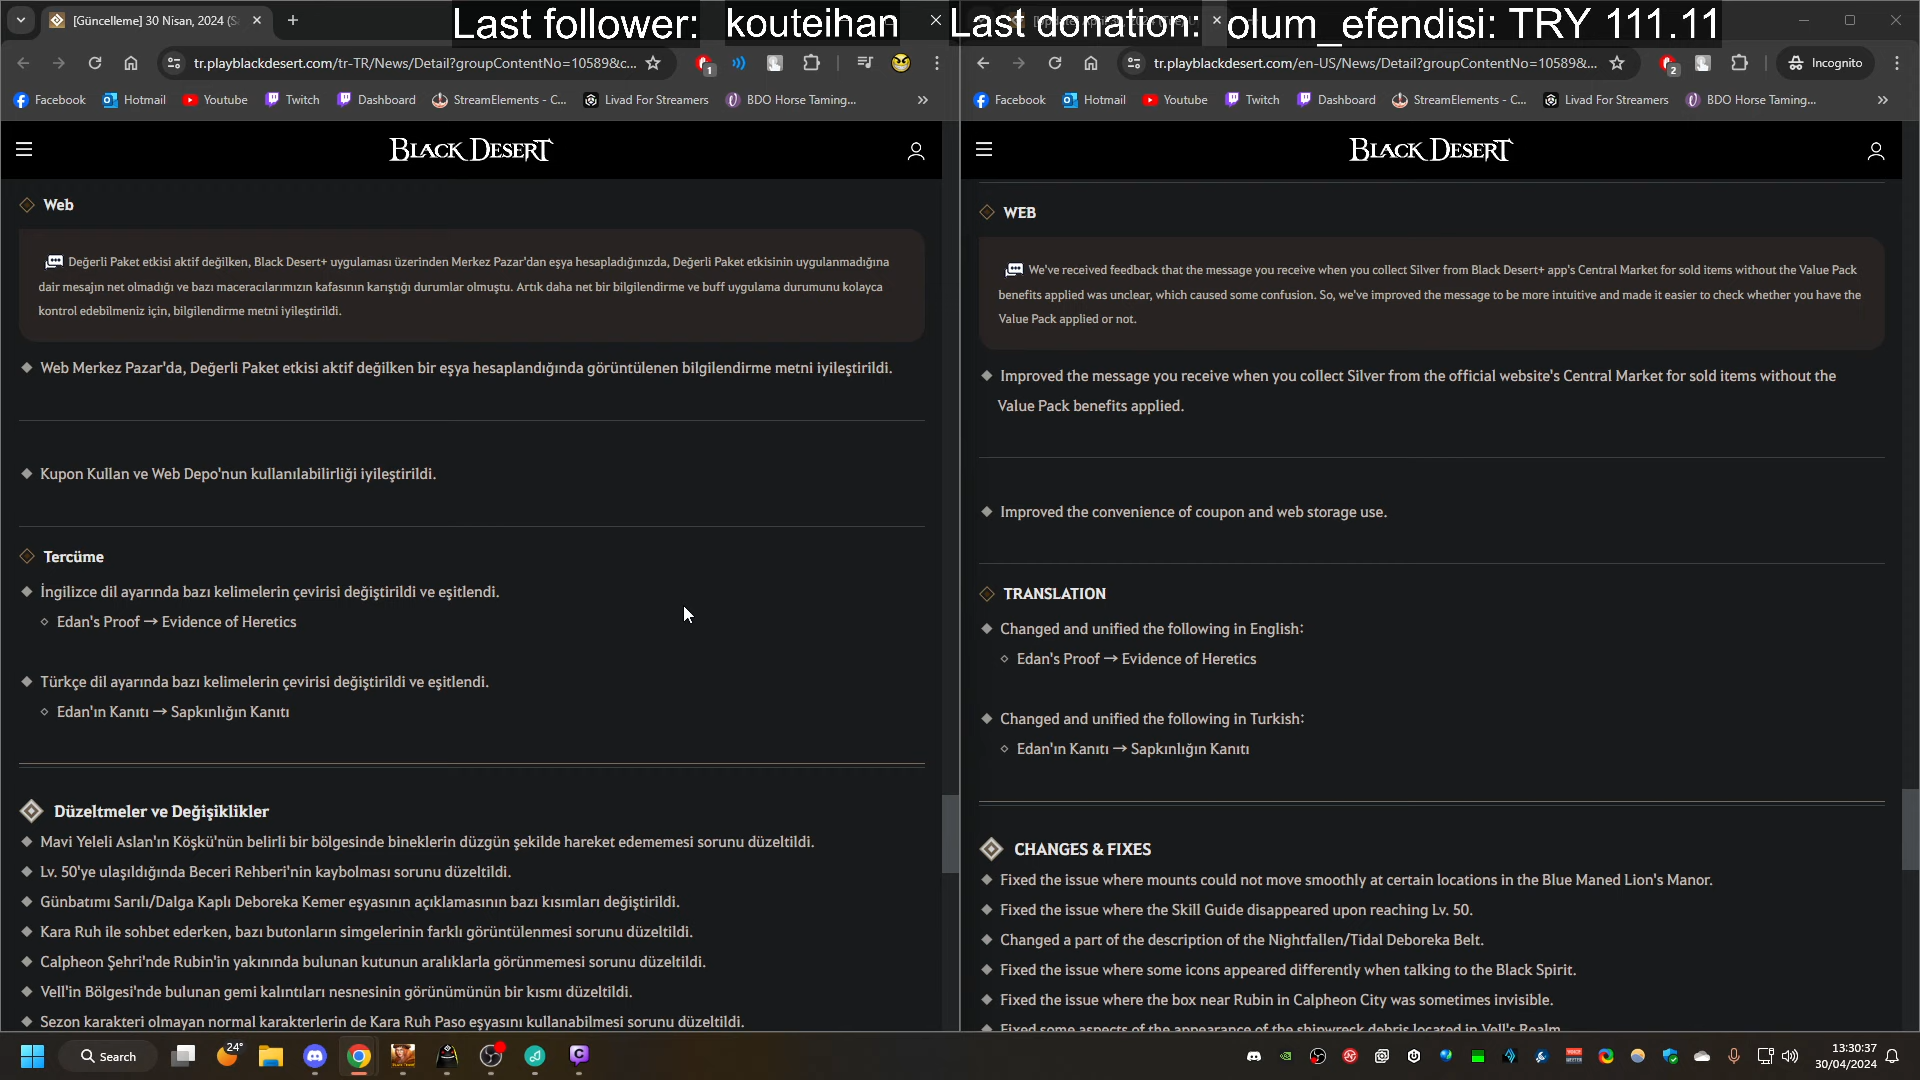 [Güncelleme] 30 Nisan, 2024 (S
Last follower: kouteihan
Last donation: olum_efendisi: TRY 111.11
tr.playblackdesert.com/tr-TR/News/Detail?groupContentNo=10589&c...
1
Facebook Hotmail Youtube Twitch Dashboard StreamElements - C... Livad For Streamers BDO Horse Taming...
BLACK DESERT
Web
Değerli Paket etkisi aktif değilken, Black Desert+ uygulaması üzerinden Merkez Pazar'dan eşya hesapladığınızda, Değerli Paket etkisinin uygulanmadığına
dair mesajın net olmadığı ve bazı maceracılarımızın kafasının karıştığı durumlar olmuştu. Artık daha net bir bilgilendirme ve buff uygulama durumunu kolayca
kontrol edebilmeniz için, bilgilendirme metni iyileştirildi.
Web Merkez Pazar'da, Değerli Paket etkisi aktif değilken bir eşya hesaplandığında görüntülenen bilgilendirme metni iyileştirildi.
Kupon Kullan ve Web Depo'nun kullanılabilirliği iyileştirildi.
Tercüme
İngilizce dil ayarında bazı kelimelerin çevirisi değiştirildi ve eşitlendi.
Edan's Proof → Evidence of Heretics
Türkçe dil ayarında bazı kelimelerin çevirisi değiştirildi ve eşitlendi.
Edan'ın Kanıtı → Sapkınlığın Kanıtı
Düzeltmeler ve Değişiklikler
Mavi Yeleli Aslan'ın Köşkü'nün belirli bir bölgesinde bineklerin düzgün şekilde hareket edememesi sorunu düzeltildi.
Lv. 50'ye ulaşıldığında Beceri Rehberi'nin kaybolması sorunu düzeltildi.
Günbatımı Sarılı/Dalga Kaplı Deboreka Kemer eşyasının açıklamasının bazı kısımları değiştirildi.
Kara Ruh ile sohbet ederken, bazı butonların simgelerinin farklı görüntülenmesi sorunu düzeltildi.
Calpheon Şehri'nde Rubin'in yakınında bulunan kutunun aralıklarla görünmemesi sorunu düzeltildi.
Vell'in Bölgesi'nde bulunan gemi kalıntıları nesnesinin görünümünün bir kısmı düzeltildi.
Sezon karakteri olmayan normal karakterlerin de Kara Ruh Paso eşyasını kullanabilmesi sorunu düzeltildi.
tr.playblackdesert.com/en-US/News/Detail?groupContentNo=10589&...
2
Incognito
Facebook Hotmail Youtube Twitch Dashboard StreamElements - C... Livad For Streamers BDO Horse Taming...
BLACK DESERT
WEB
We've received feedback that the message you receive when you collect Silver from Black Desert+ app's Central Market for sold items without the Value Pack
benefits applied was unclear, which caused some confusion. So, we've improved the message to be more intuitive and made it easier to check whether you have the
Value Pack applied or not.
Improved the message you receive when you collect Silver from the official website's Central Market for sold items without the
Value Pack benefits applied.
Improved the convenience of coupon and web storage use.
TRANSLATION
Changed and unified the following in English:
Edan's Proof → Evidence of Heretics
Changed and unified the following in Turkish:
Edan'ın Kanıtı → Sapkınlığın Kanıtı
CHANGES & FIXES
Fixed the issue where mounts could not move smoothly at certain locations in the Blue Maned Lion's Manor.
Fixed the issue where the Skill Guide disappeared upon reaching Lv. 50.
Changed a part of the description of the Nightfallen/Tidal Deboreka Belt.
Fixed the issue where some icons appeared differently when talking to the Black Spirit.
Fixed the issue where the box near Rubin in Calpheon City was sometimes invisible.
Fixed some aspects of the appearance of the shipwreck debris located in Vell's Realm.
Search
24°
13:30:37
30/04/2024